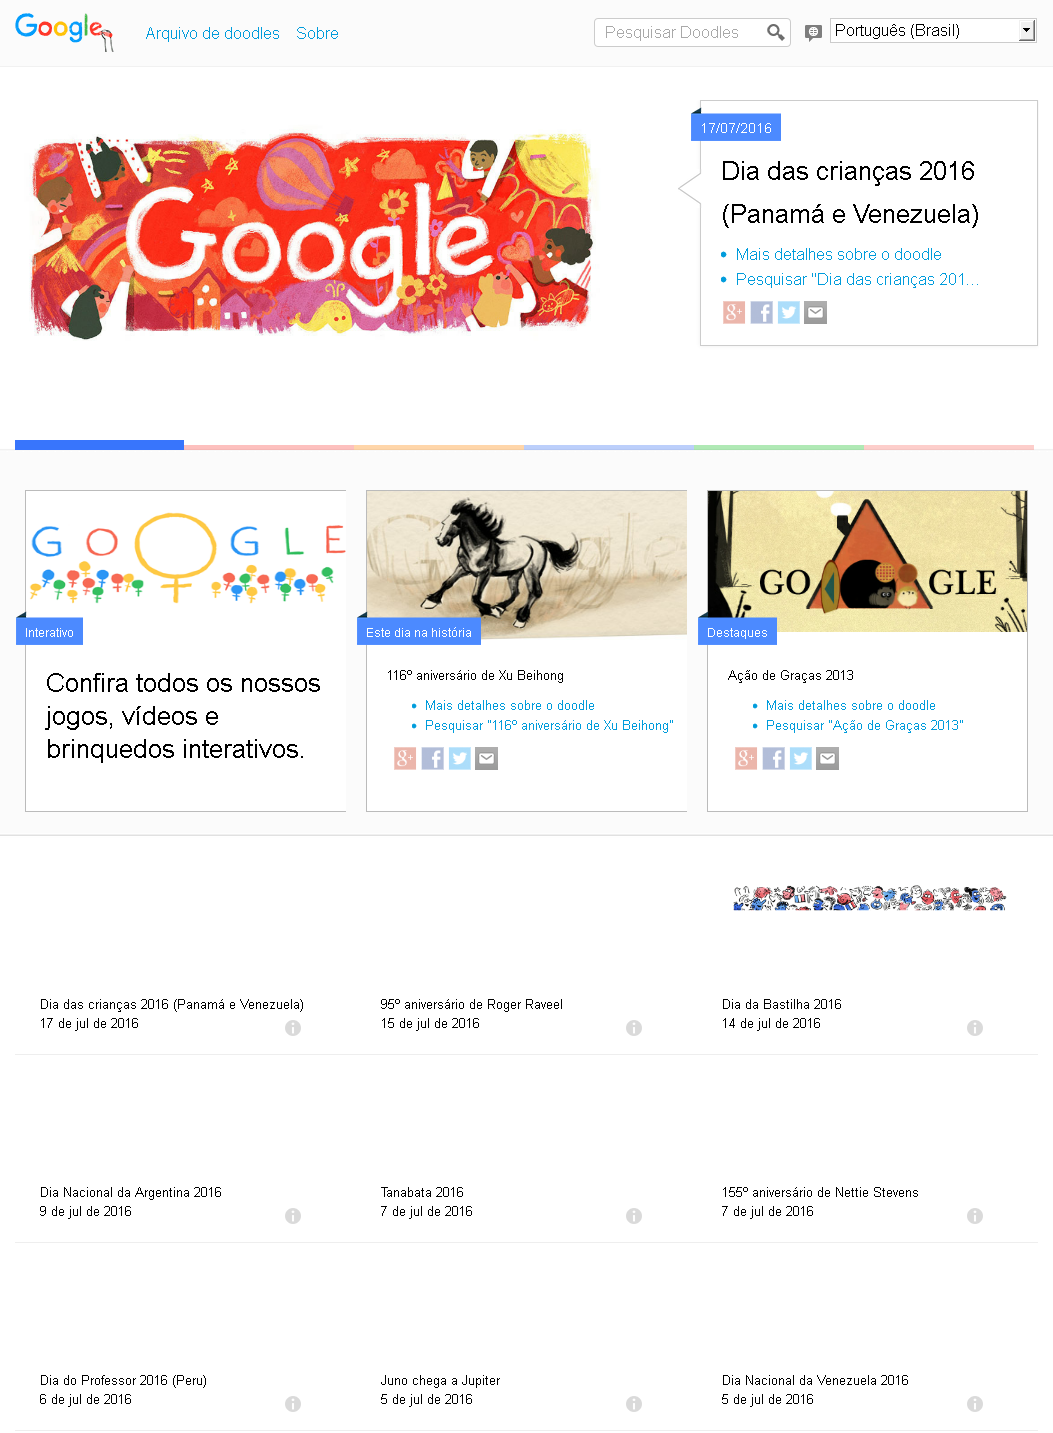 Google
Arquivo de doodles
Sobre
Pesquisar Doodles
Português (Brasil)
Google
17/07/2016
Dia das crianças 2016
(Panamá e Venezuela)
Mais detalhes sobre o doodle
Pesquisar "Dia das crianças 201...
g+
f
GOOGLE
Interativo
Confira todos os nossos
jogos, vídeos e
brinquedos interativos.
Este dia na história
116º aniversário de Xu Beihong
Mais detalhes sobre o doodle
Pesquisar "116º aniversário de Xu Beihong"
g+
f
GO GLE
Destaques
Ação de Graças 2013
Mais detalhes sobre o doodle
Pesquisar "Ação de Graças 2013"
g+
f
Dia das crianças 2016 (Panamá e Venezuela)
17 de jul de 2016
95º aniversário de Roger Raveel
15 de jul de 2016
Dia da Bastilha 2016
14 de jul de 2016
Dia Nacional da Argentina 2016
9 de jul de 2016
Tanabata 2016
7 de jul de 2016
155º aniversário de Nettie Stevens
7 de jul de 2016
Dia do Professor 2016 (Peru)
6 de jul de 2016
Juno chega a Jupiter
5 de jul de 2016
Dia Nacional da Venezuela 2016
5 de jul de 2016